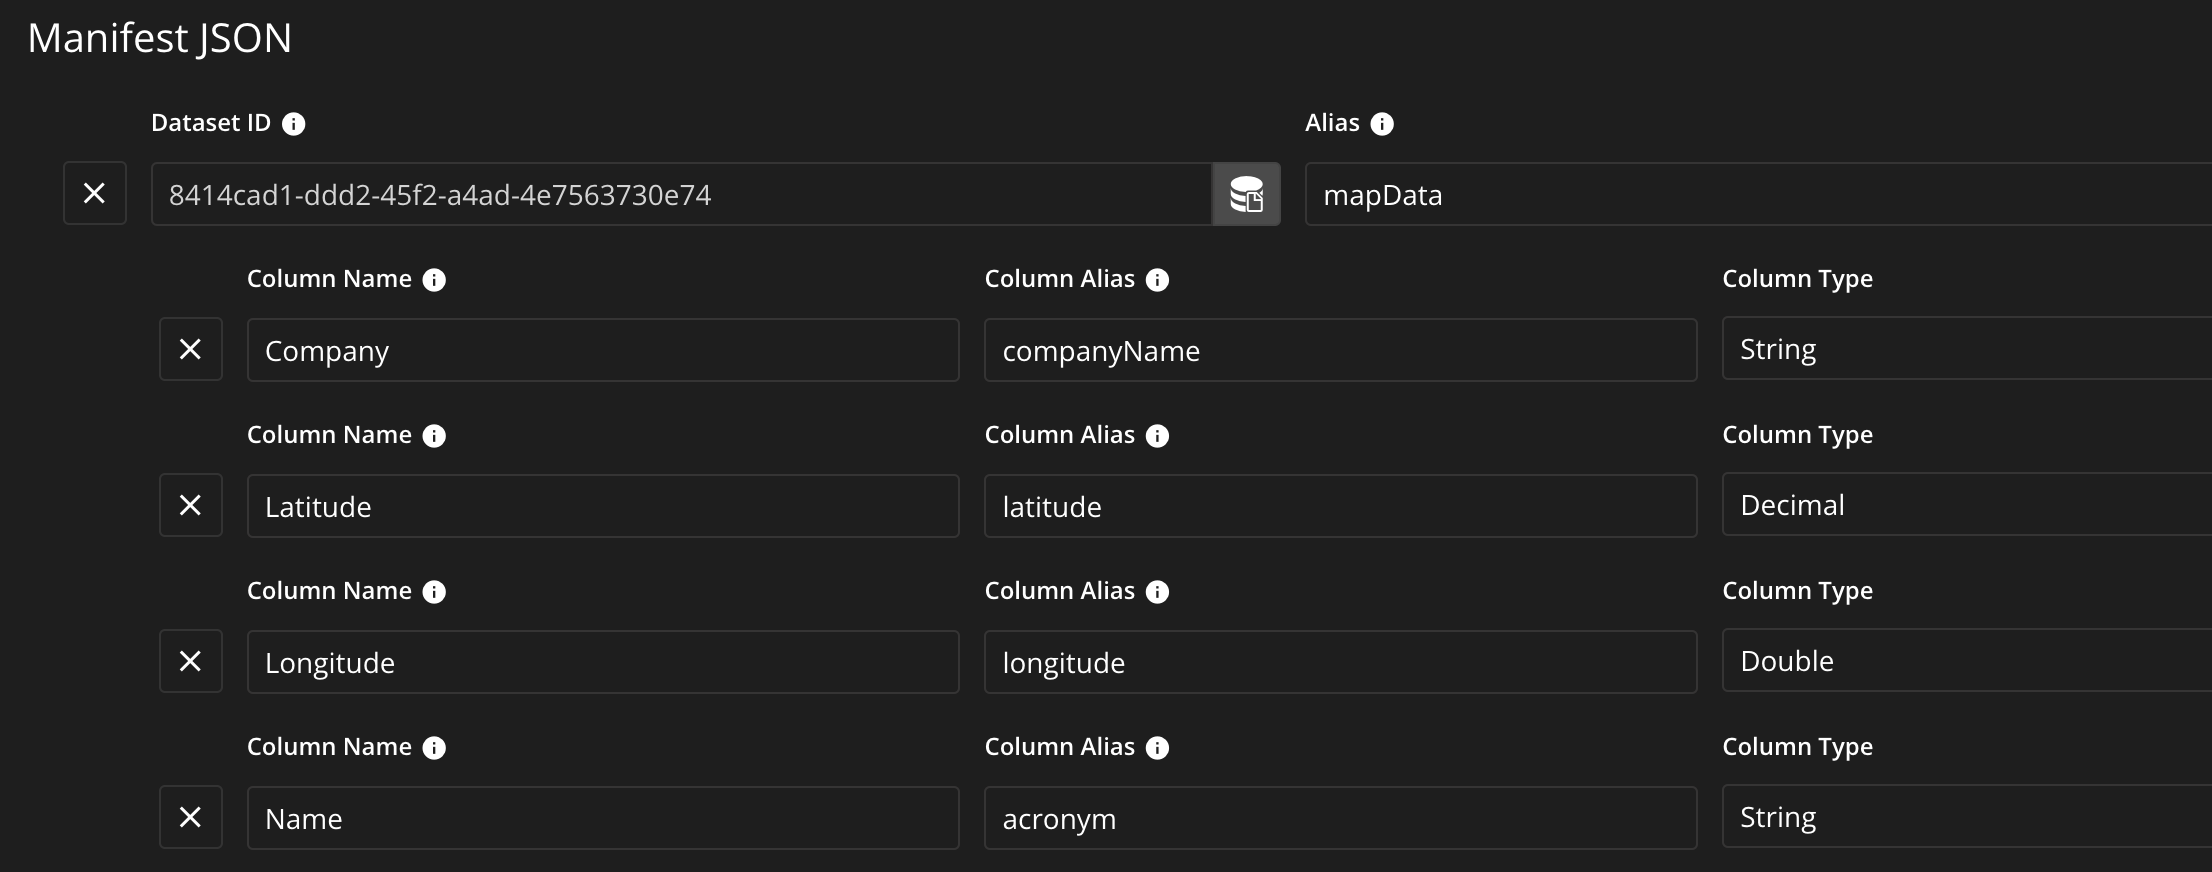 Manifest JSON
Dataset ID Alias
8414cad1-ddd2-45f2-a4ad-4e7563730e74 mapData
Column Name Column Alias Column Type
Company companyName String
Column Name Column Alias Column Type
Latitude latitude Decimal
Column Name Column Alias Column Type
Longitude longitude Double
Column Name Column Alias Column Type
Name acronym String